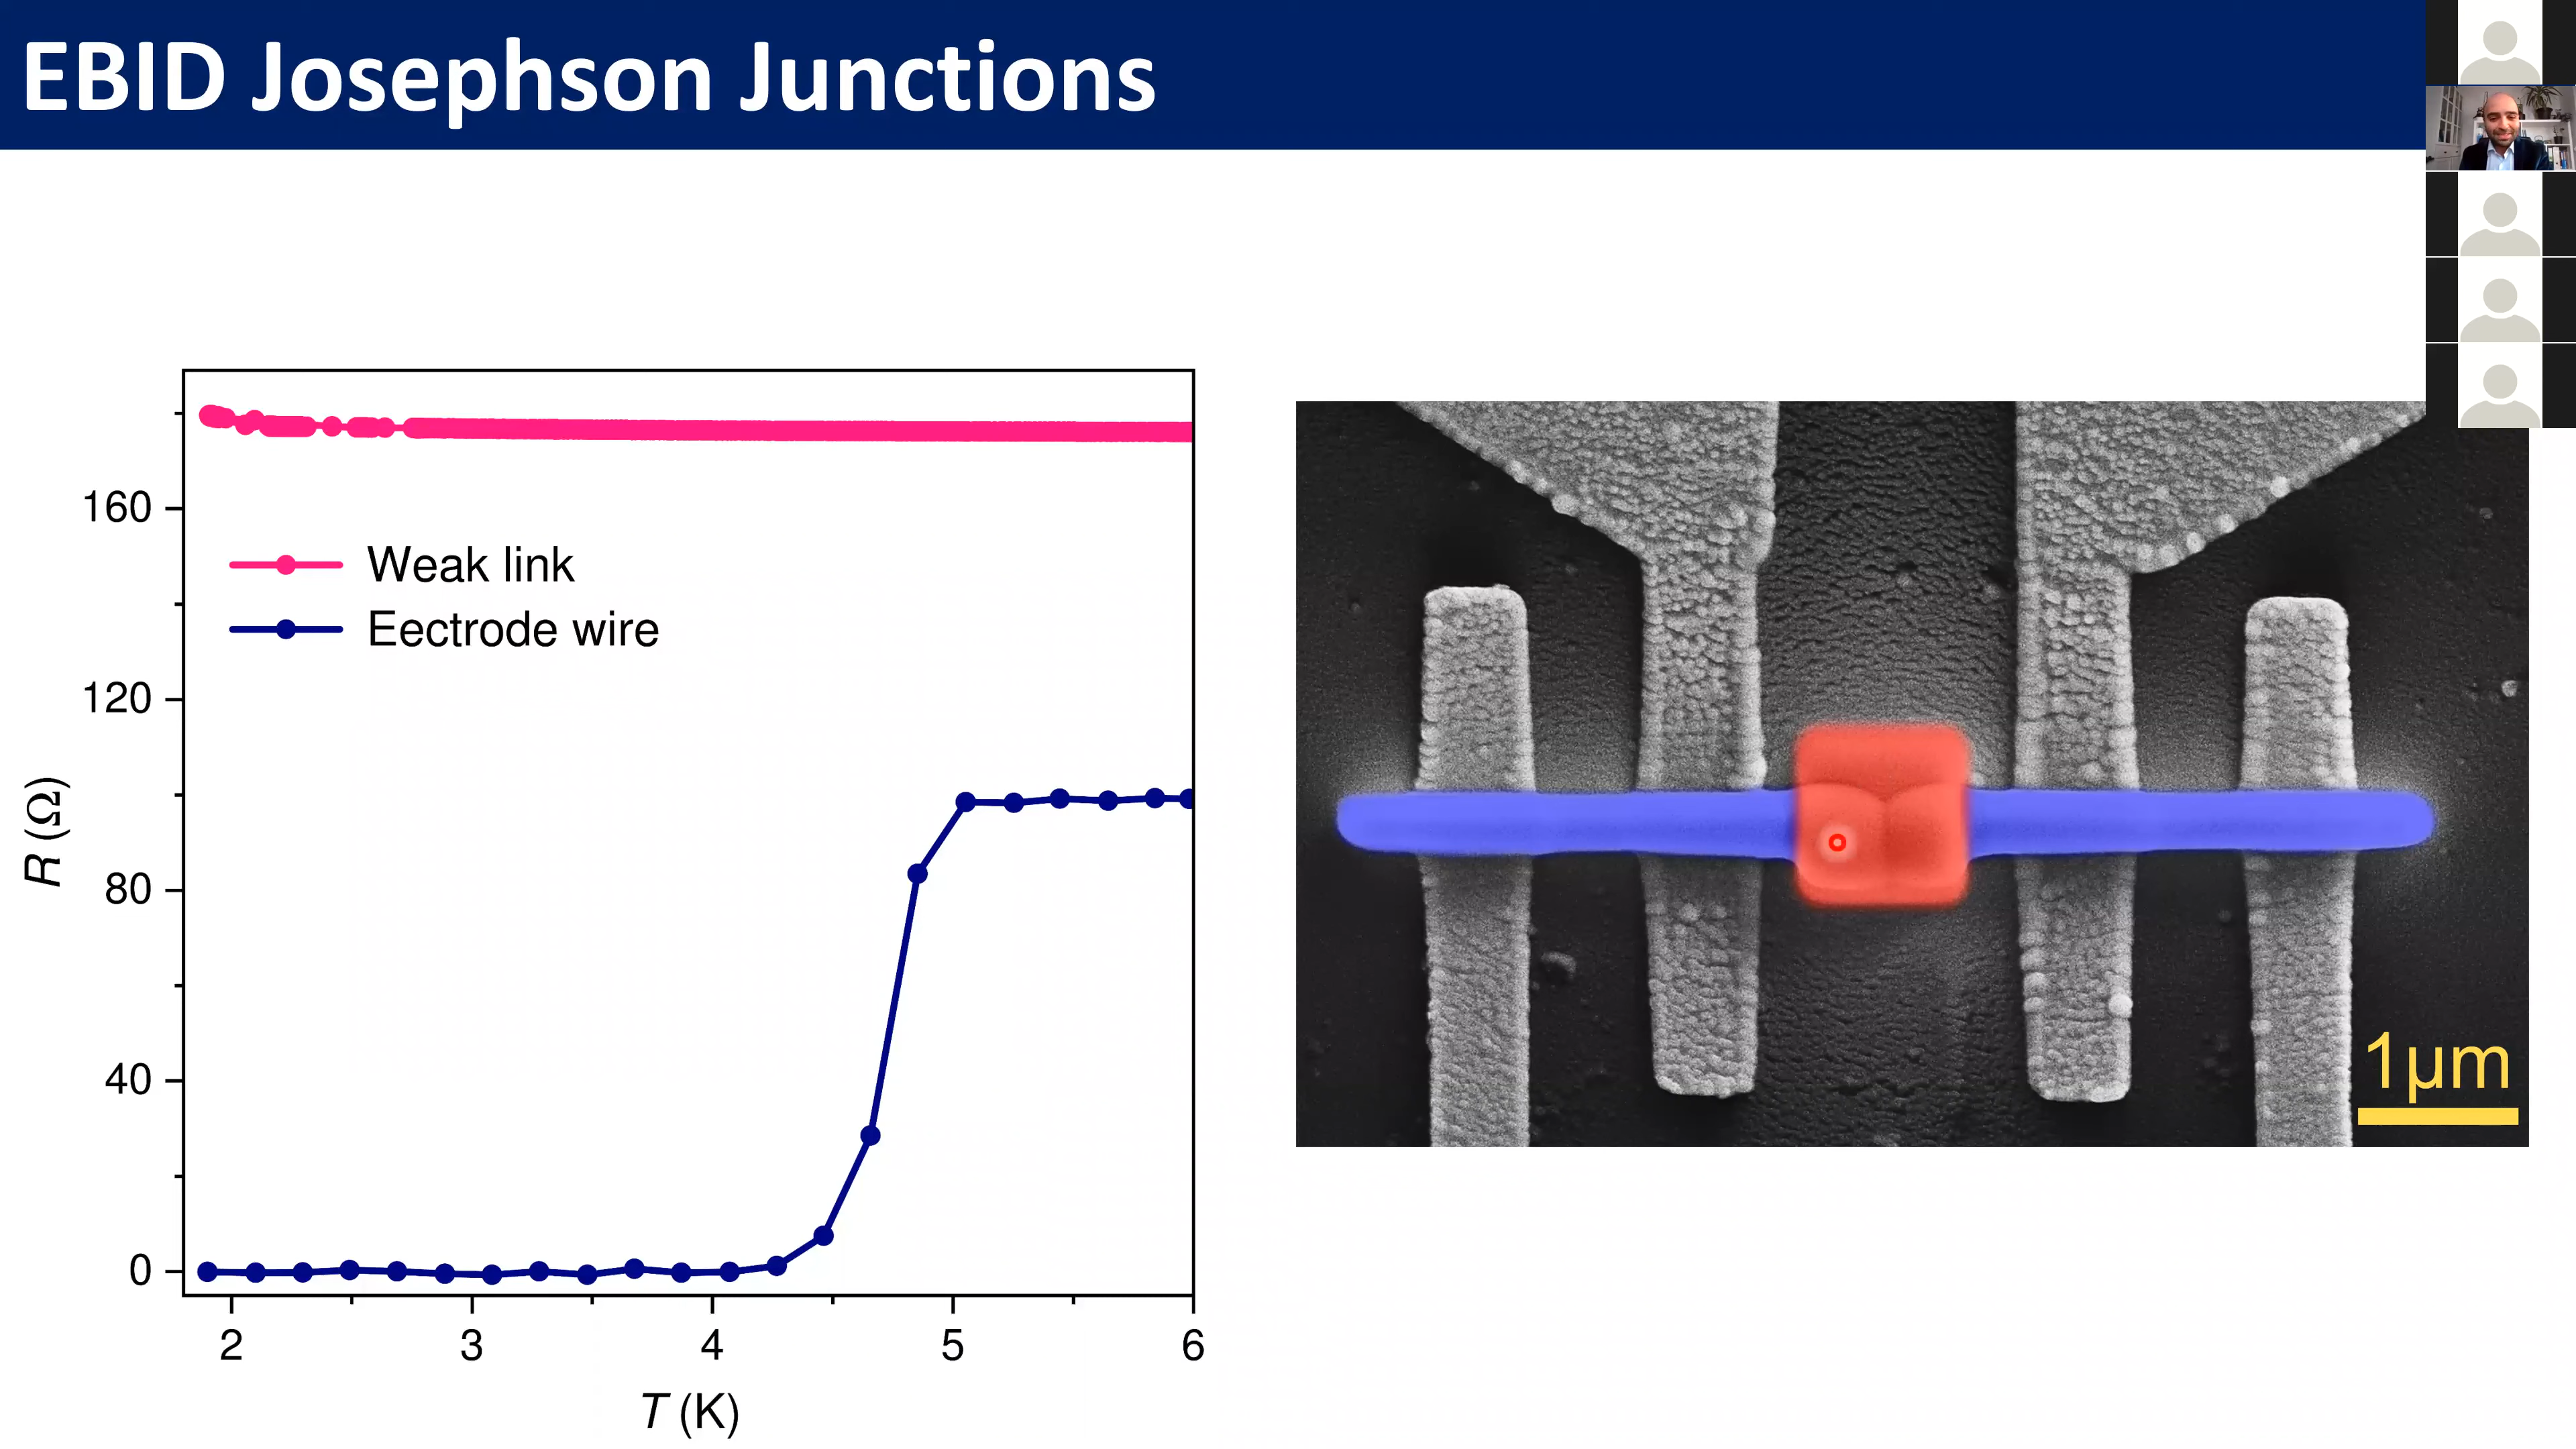 EBID Josephson Junctions
160
120
80
40
0
R (Ω)
Weak link
Eectrode wire
2 3 4 5 6
T (K)
1μm